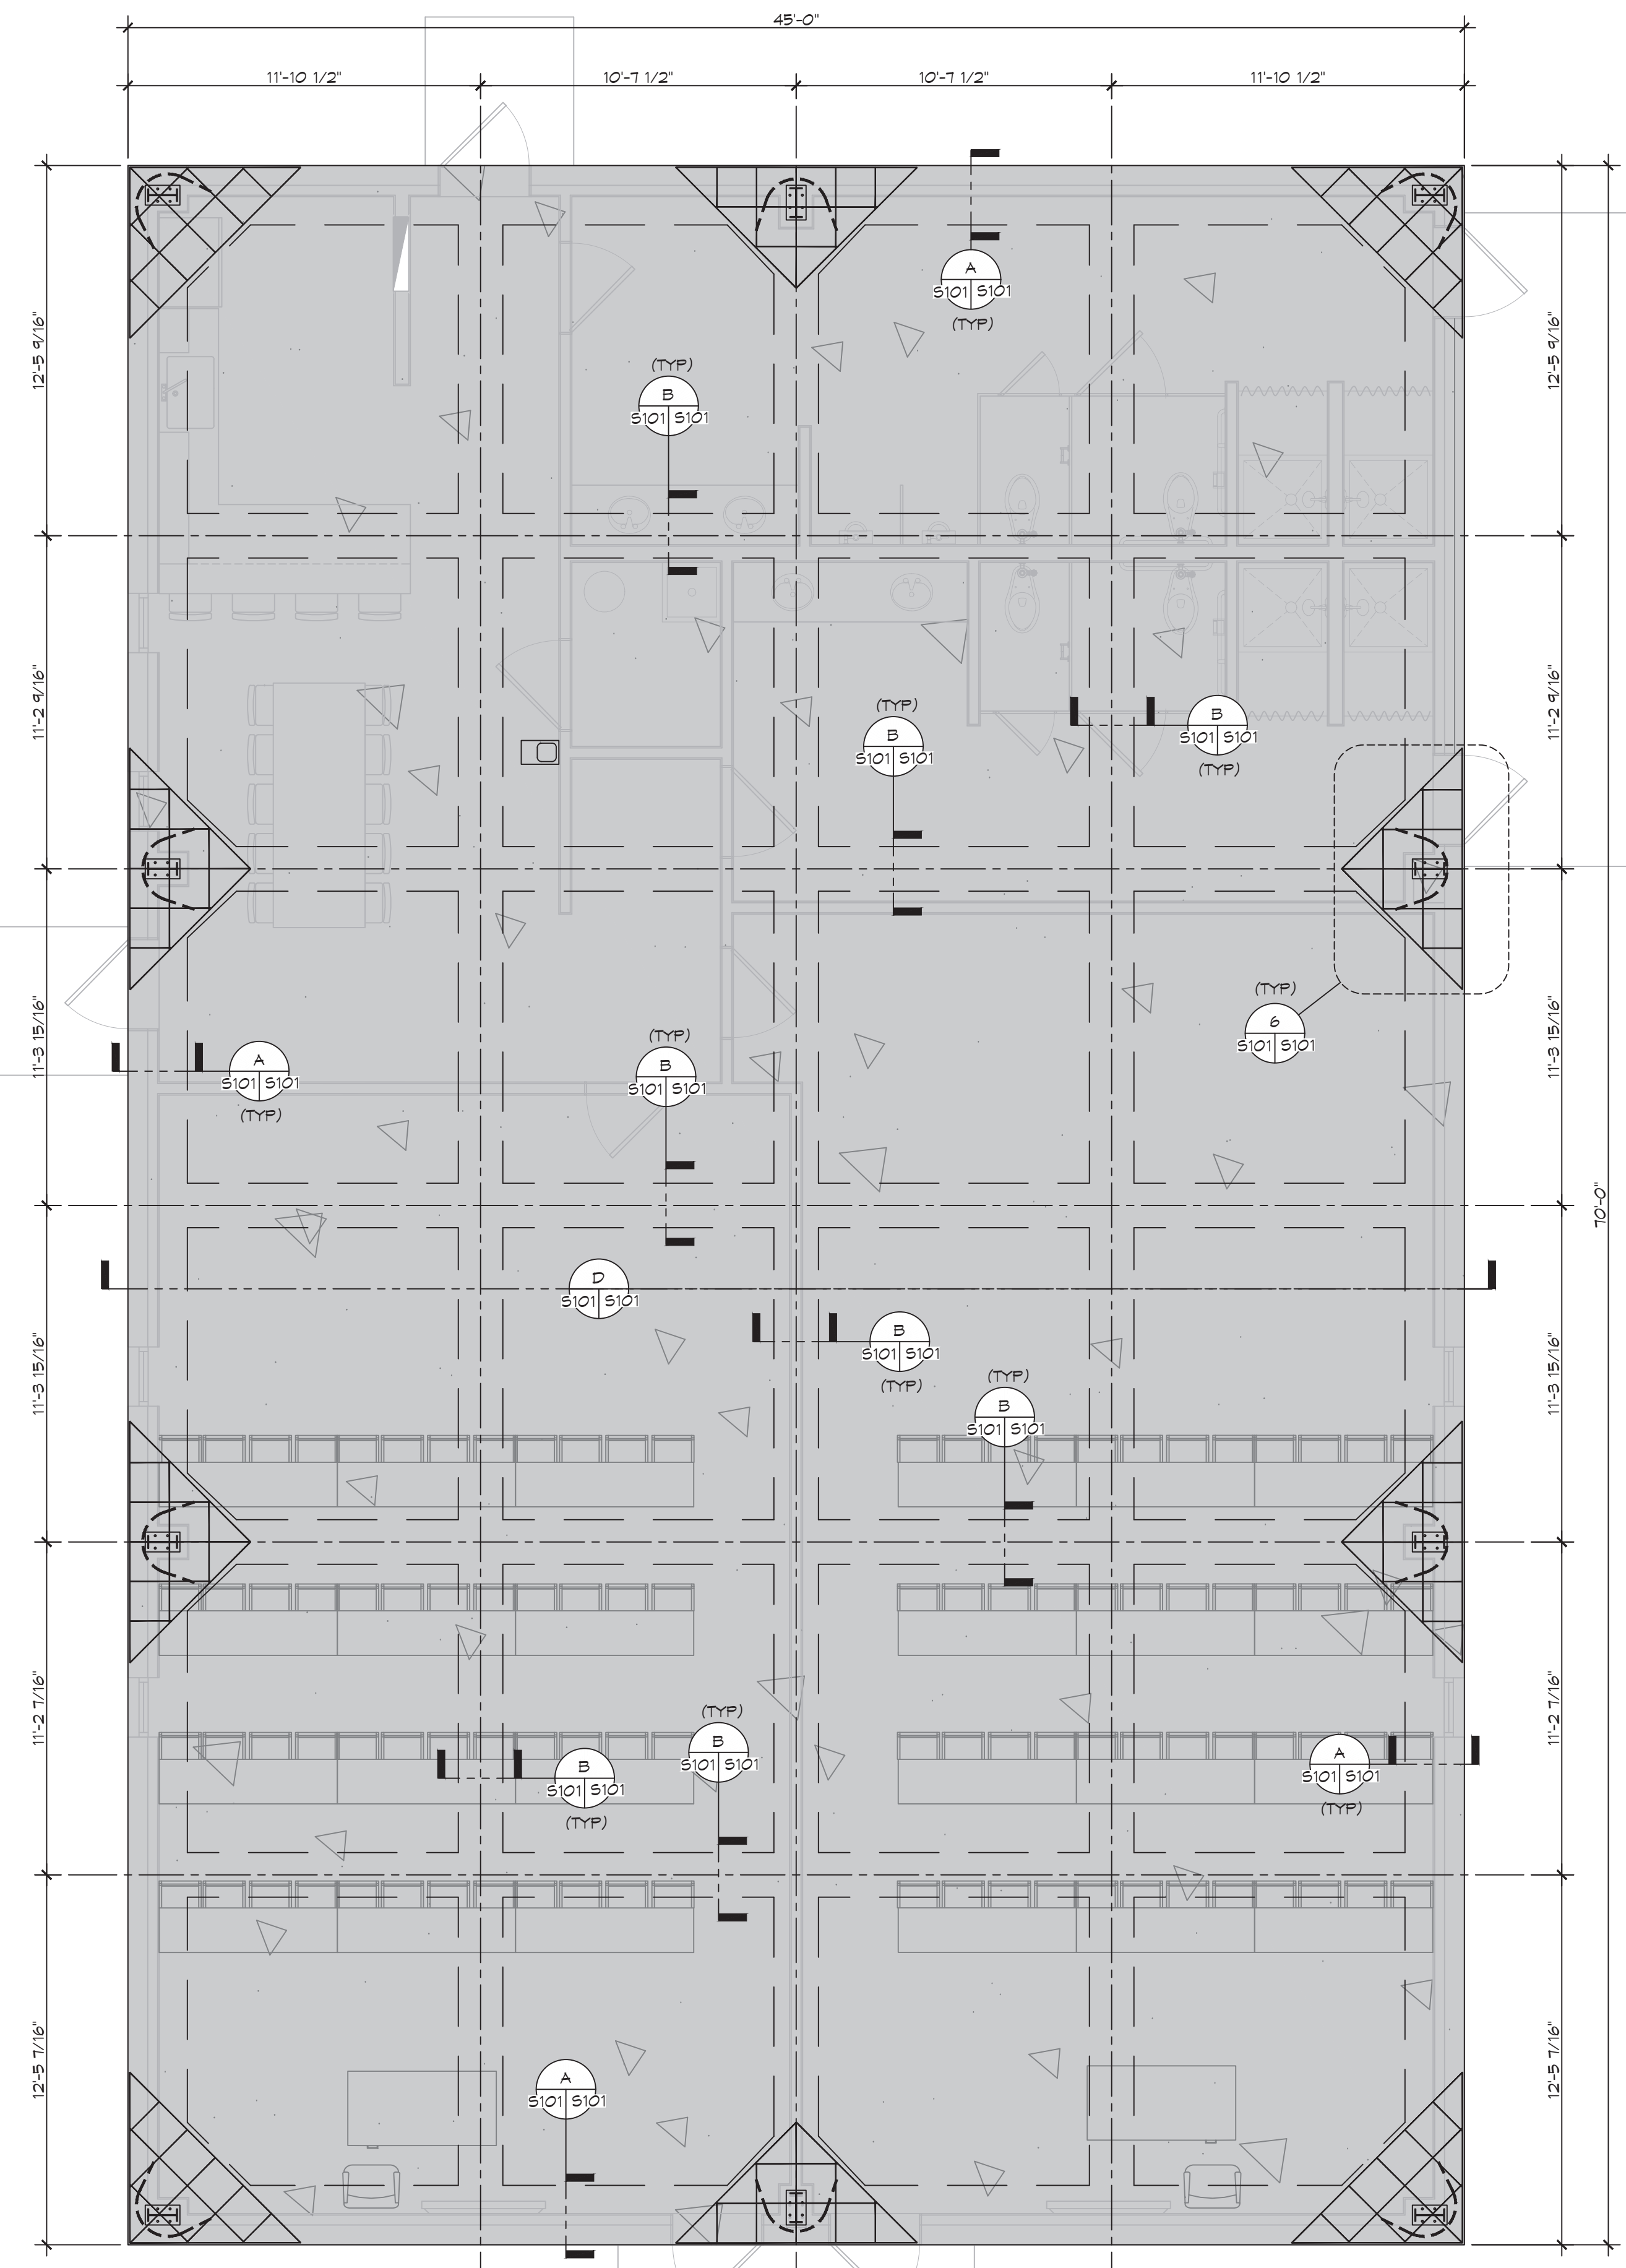 45'-0"
11'-10 1/2"
10'-7 1/2"
10'-7 1/2"
11'-10 1/2"
A
S101 S101
(TYP)
12'-5 9/16"
12'-5 9/16"
(TYP)
B
S101 S101
11'-2 9/16"
11'-2 9/16"
(TYP)
B
S101 S101
B
S101 S101
(TYP)
(TYP)
6
S101 S101
11'-3 15/16"
11'-3 15/16"
A
S101 S101
(TYP)
(TYP)
B
S101 S101
70'-0"
D
S101 S101
B
S101 S101
(TYP)
11'-3 15/16"
11'-3 15/16"
(TYP)
B
S101 S101
11'-2 7/16"
11'-2 7/16"
(TYP)
B
S101 S101
B
S101 S101
(TYP)
A
S101 S101
(TYP)
12'-5 7/16"
12'-5 7/16"
A
S101 S101